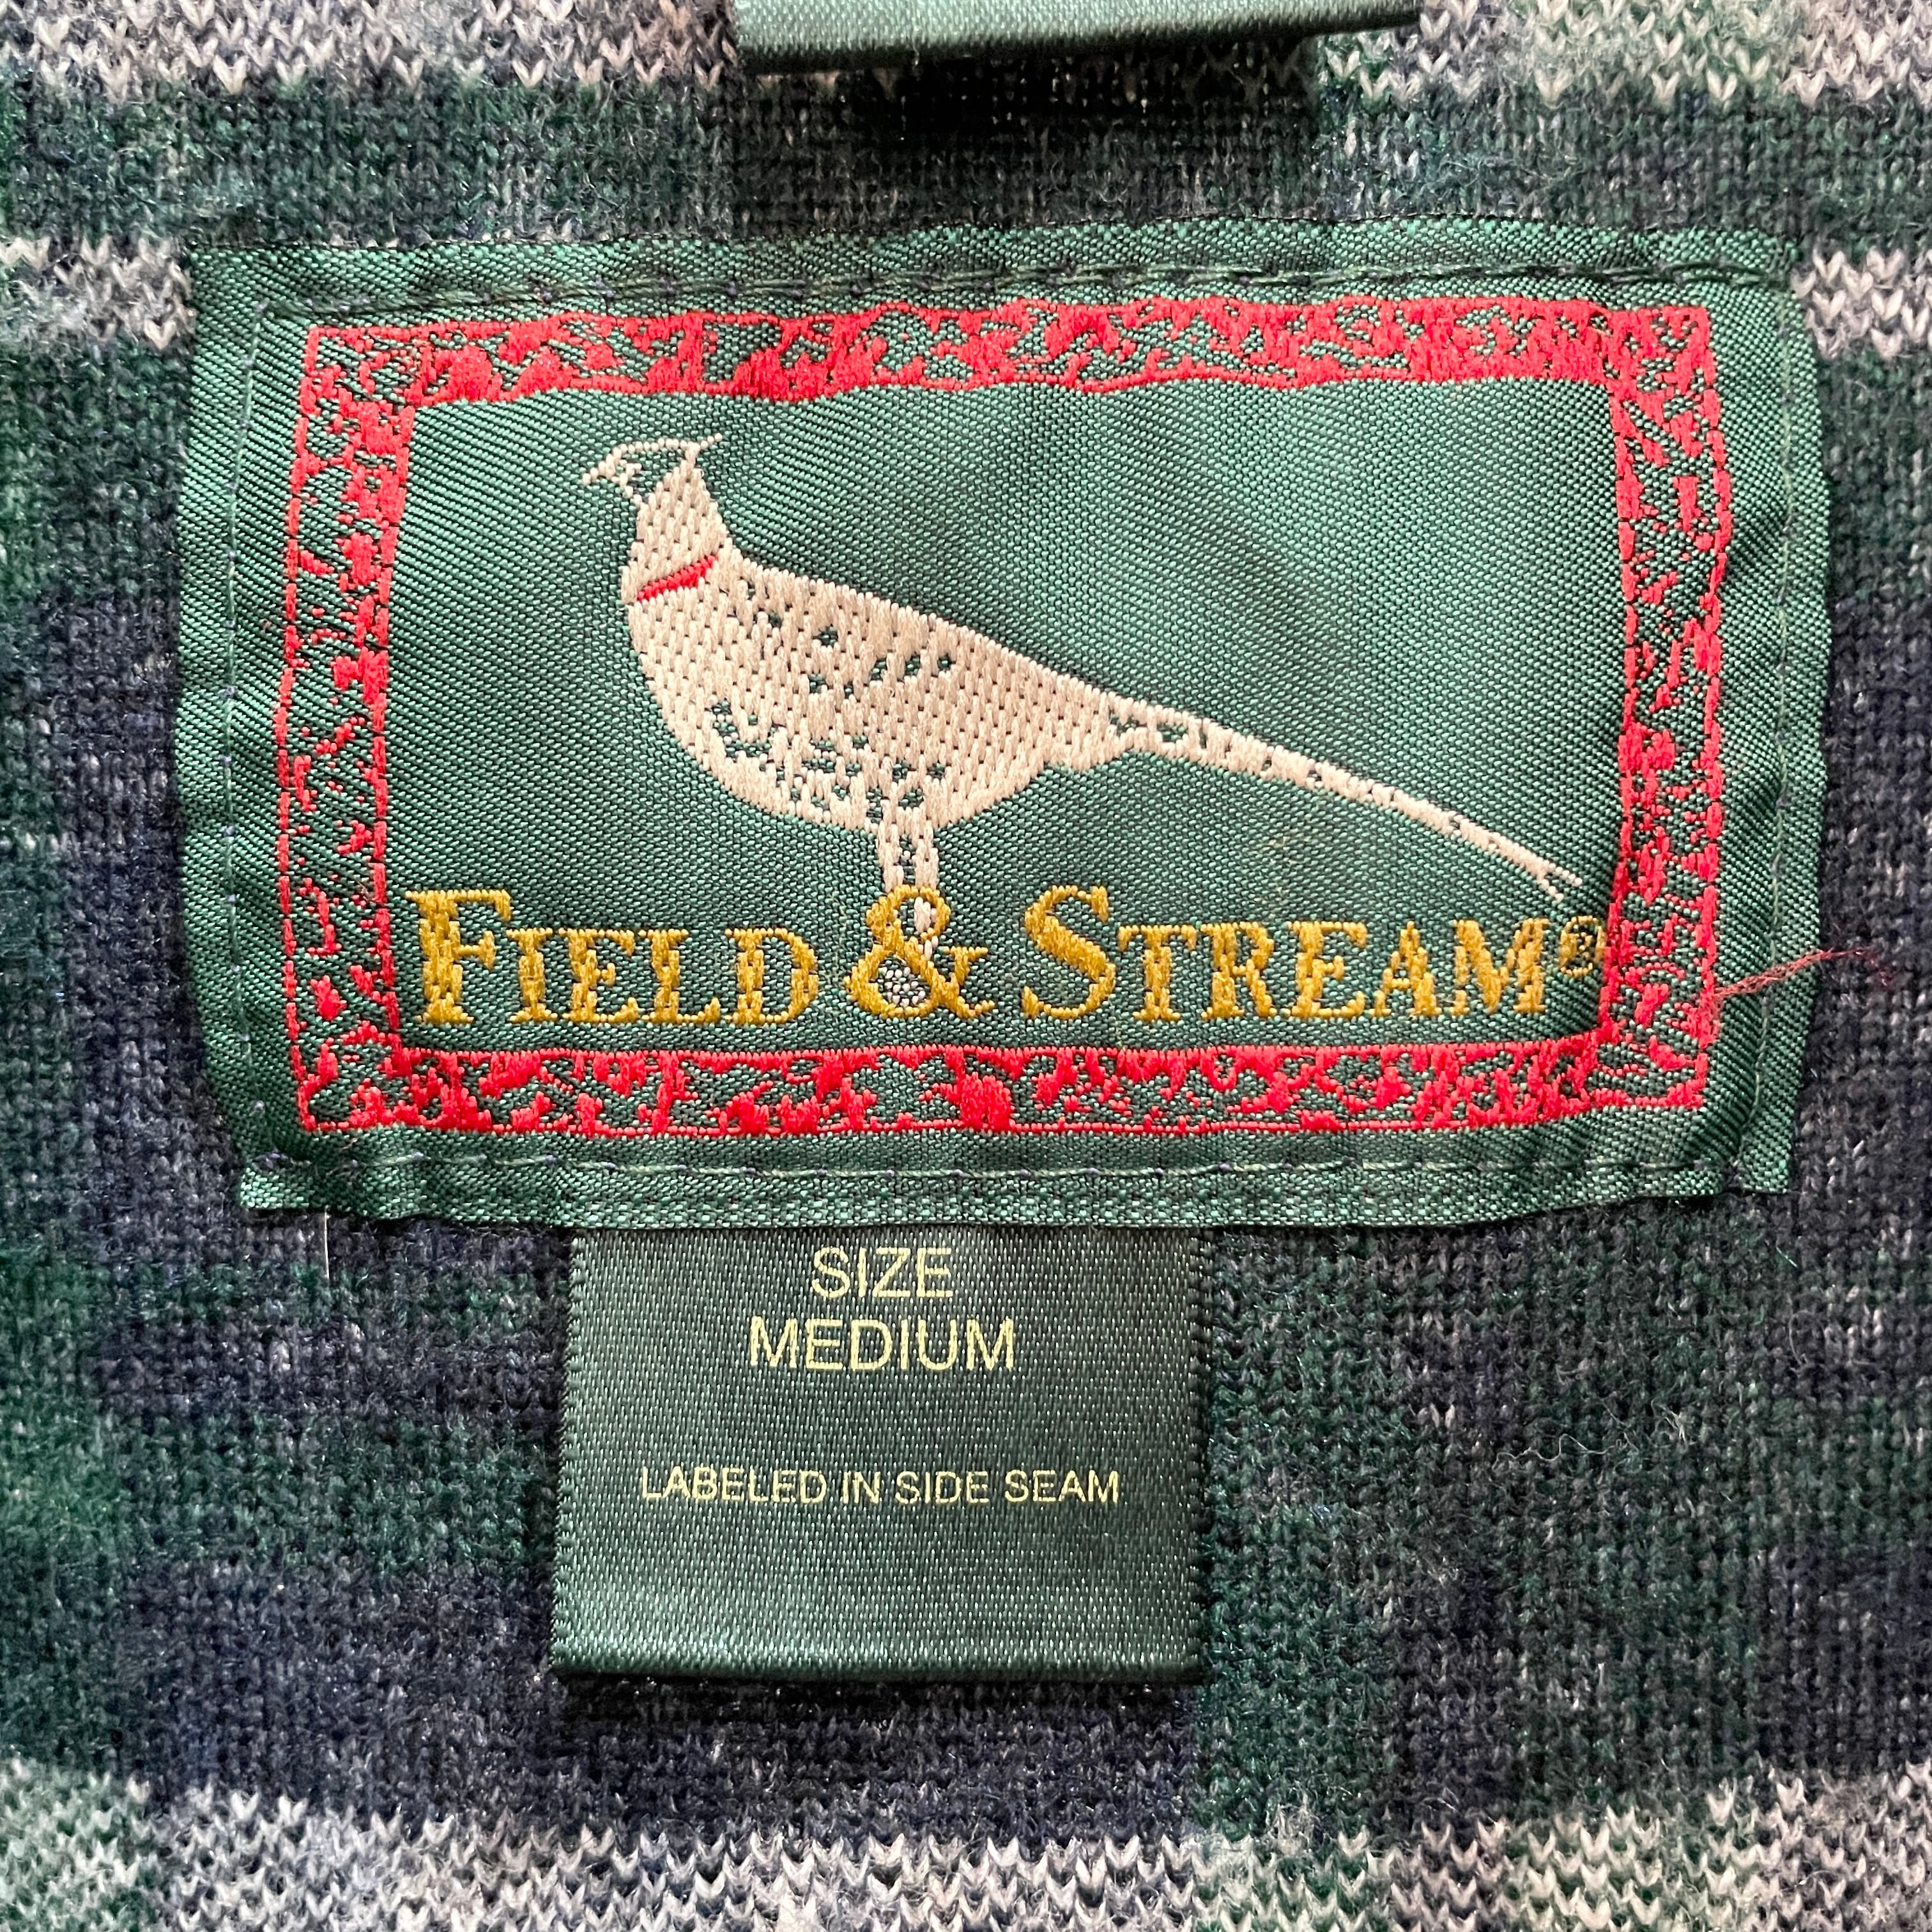 FIELD & STREAM®
SIZE
MEDIUM
LABELED IN SIDE SEAM